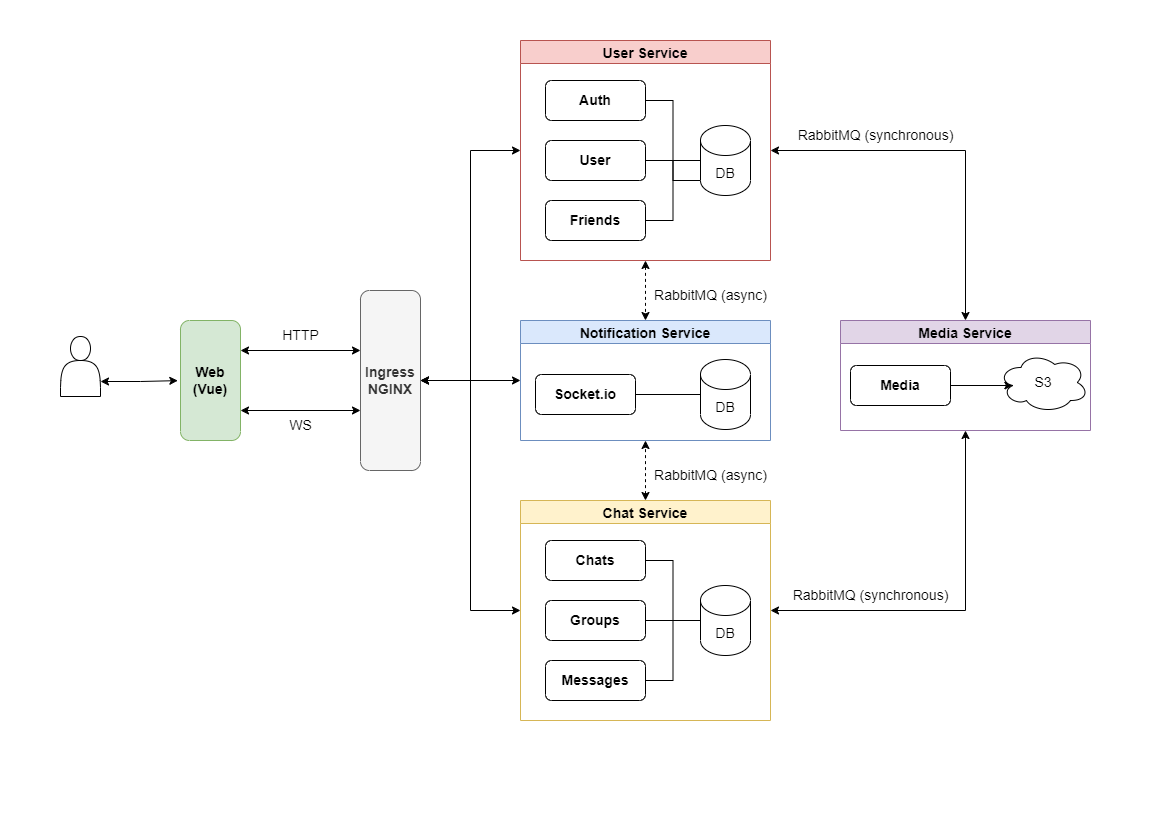 User Service
Auth
User
Friends
DB
RabbitMQ (synchronous)
RabbitMQ (async)
HTTP
WS
Web
(Vue)
Ingress
NGINX
Notification Service
Socket.io
DB
Media Service
Media
S3
RabbitMQ (async)
Chat Service
Chats
Groups
Messages
DB
RabbitMQ (synchronous)